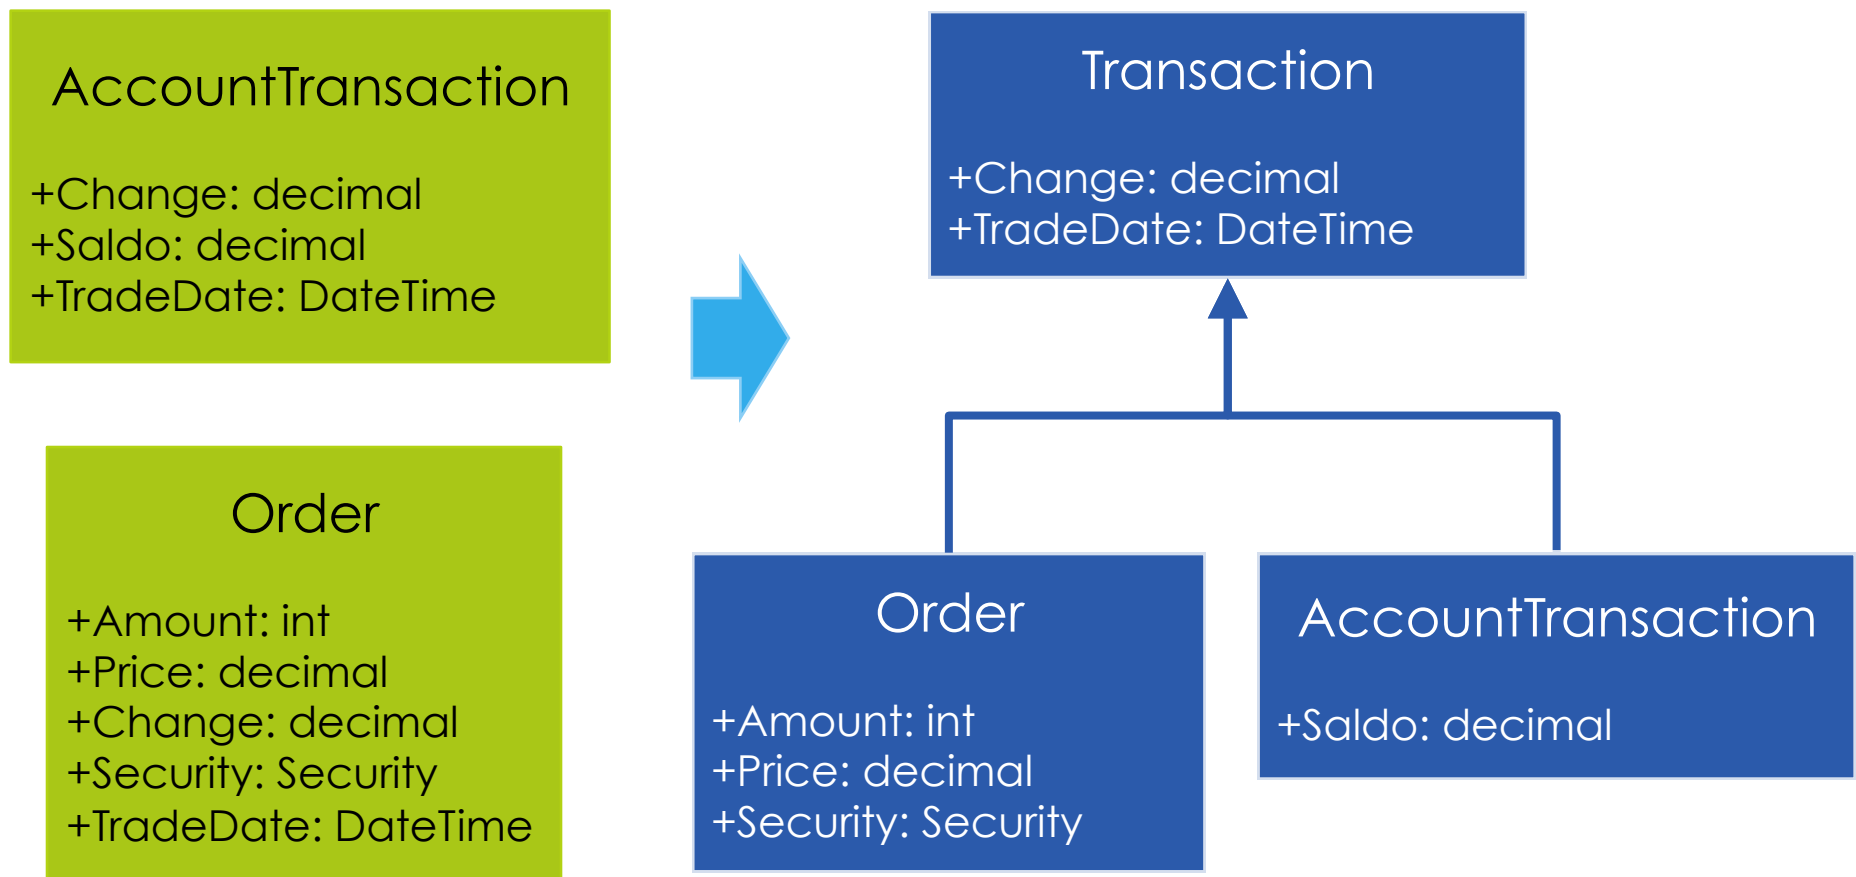 AccountTransaction
+Change: decimal
+Saldo: decimal
+TradeDate: DateTime
Order
+Amount: int
+Price: decimal
+Change: decimal
+Security: Security
+TradeDate: DateTime
Transaction
+Change: decimal
+TradeDate: DateTime
Order
+Amount: int
+Price: decimal
+Security: Security
AccountTransaction
+Saldo: decimal